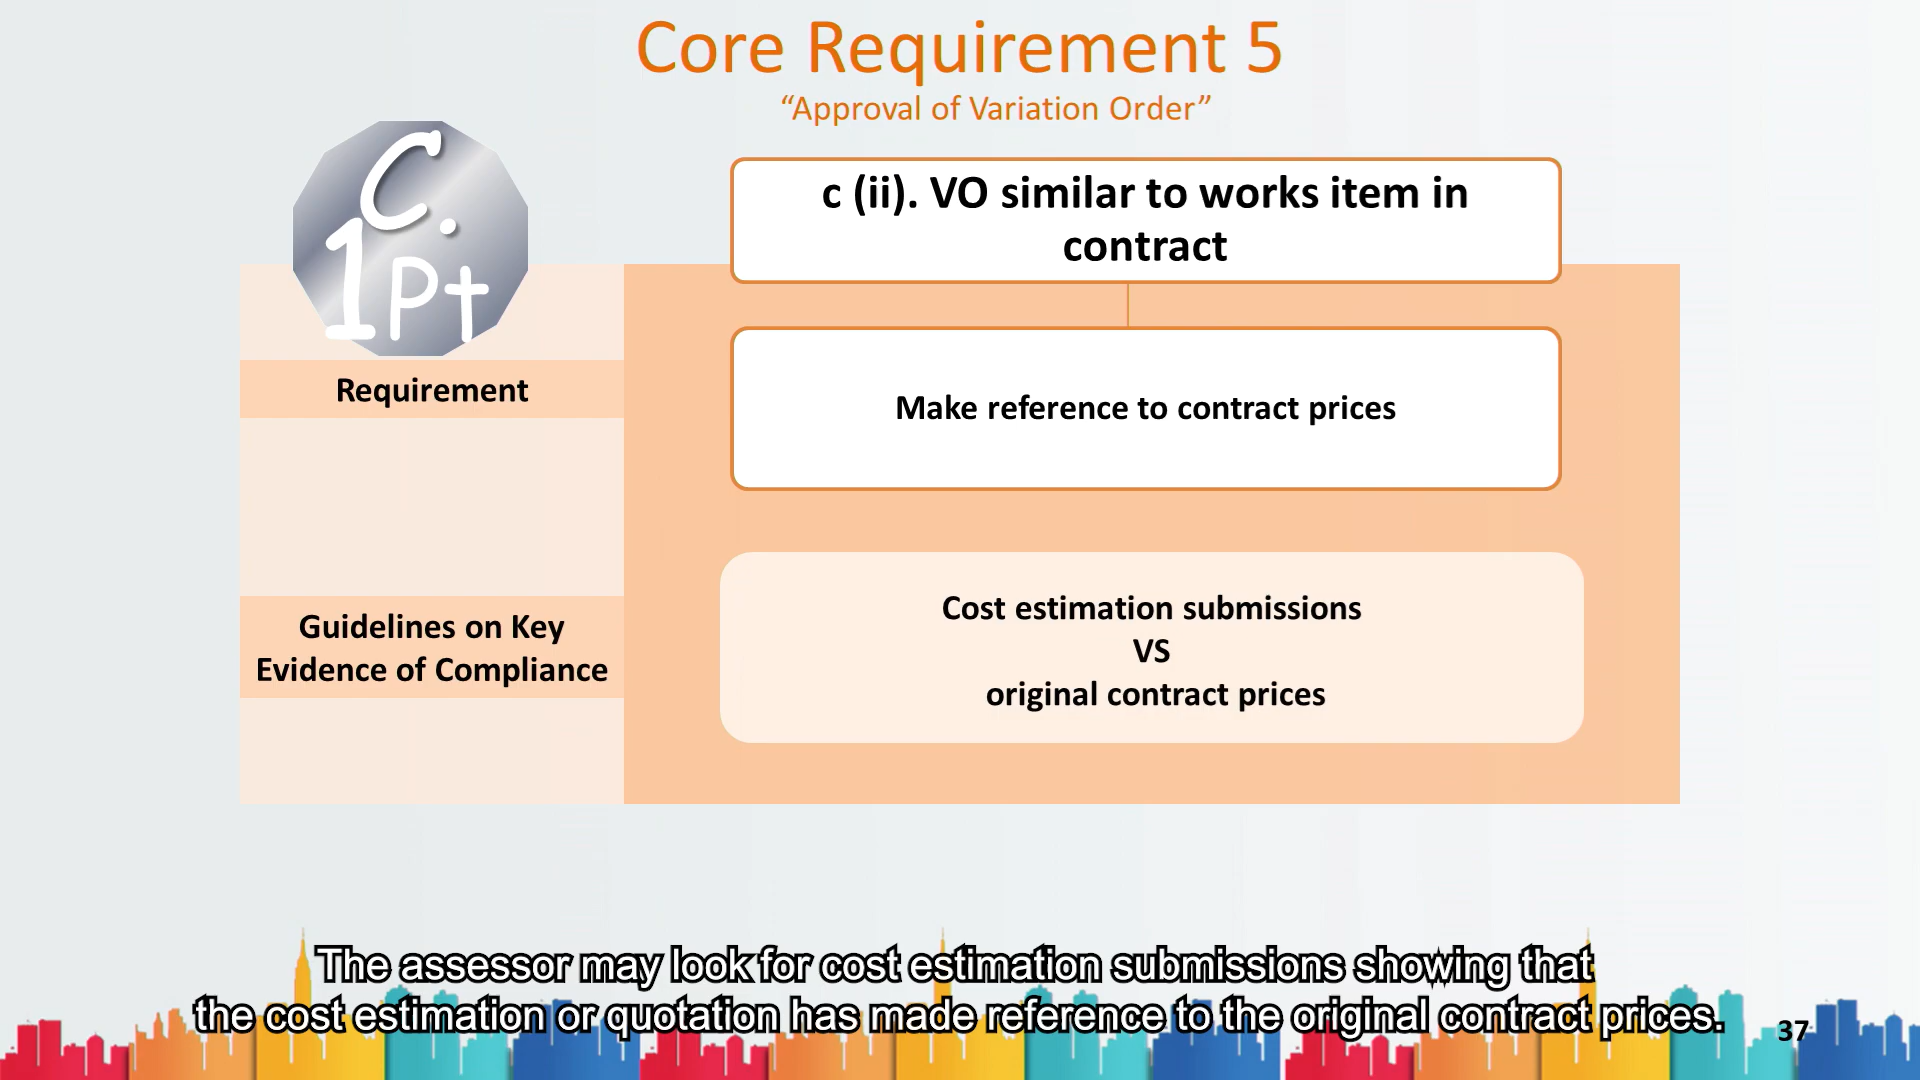 Core Requirement 5
“Approval of Variation Order”
C.
1Pt
c (ii). VO similar to works item in
contract
Requirement
Make reference to contract prices
Guidelines on Key
Evidence of Compliance
Cost estimation submissions
VS
original contract prices
The assessor may look for cost estimation submissions showing that
the cost estimation or quotation has made reference to the original contract prices.
37